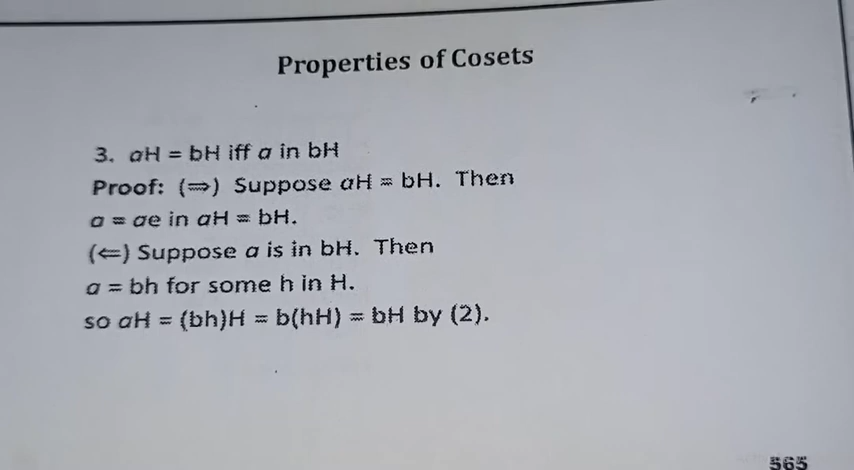 Properties of Cosets
3. aH = bH iff a in bH
Proof: (⟹) Suppose aH = bH. Then
a = ae in aH = bH.
(⟸) Suppose a is in bH. Then
a = bh for some h in H.
so aH = (bh)H = b(hH) = bH by (2).
565